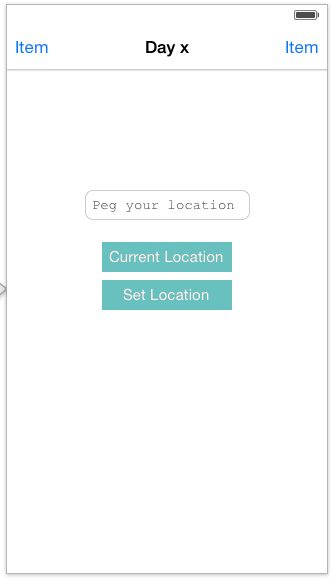 Item Day x Item
Peg your location
Current Location
Set Location